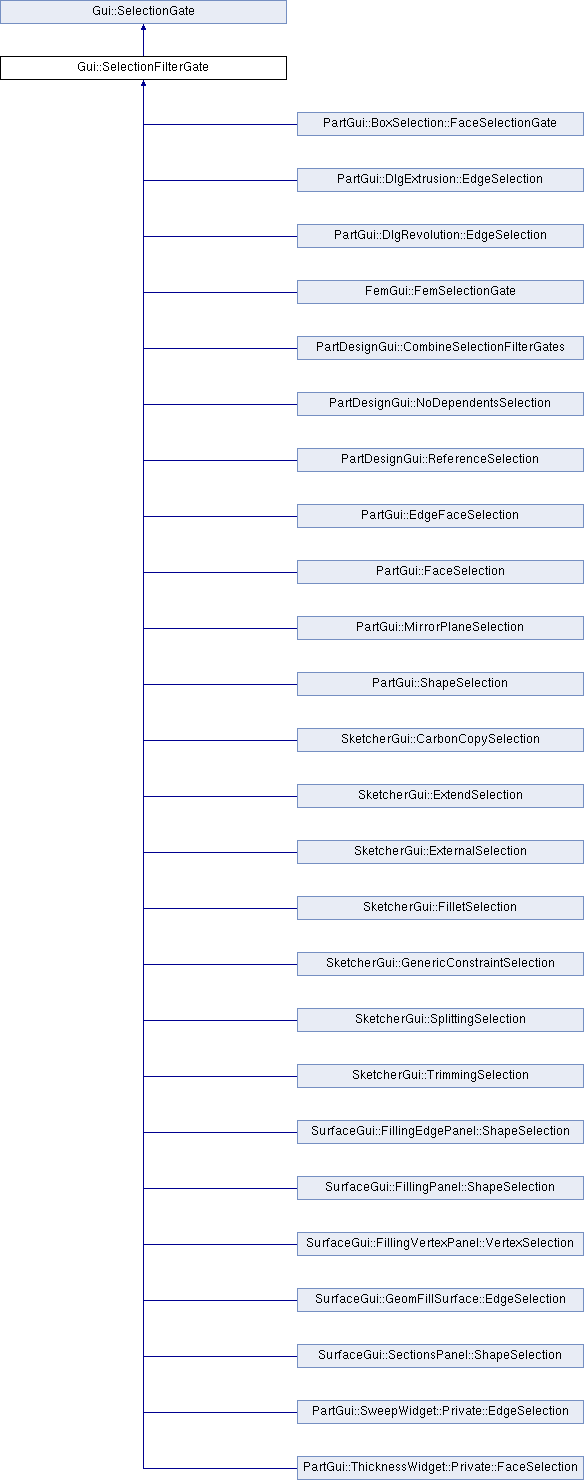 Gui::SelectionGate
Gui::SelectionFilterGate
PartGui::BoxSelection::FaceSelectionGate
PartGui::DlgExtrusion::EdgeSelection
PartGui::DlgRevolution::EdgeSelection
FemGui::FemSelectionGate
PartDesignGui::CombineSelectionFilterGates
PartDesignGui::NoDependentsSelection
PartDesignGui::ReferenceSelection
PartGui::EdgeFaceSelection
PartGui::FaceSelection
PartGui::MirrorPlaneSelection
PartGui::ShapeSelection
SketcherGui::CarbonCopySelection
SketcherGui::ExtendSelection
SketcherGui::ExternalSelection
SketcherGui::FilletSelection
SketcherGui::GenericConstraintSelection
SketcherGui::SplittingSelection
SketcherGui::TrimmingSelection
SurfaceGui::FillingEdgePanel::ShapeSelection
SurfaceGui::FillingPanel::ShapeSelection
SurfaceGui::FillingVertexPanel::VertexSelection
SurfaceGui::GeomFillSurface::EdgeSelection
SurfaceGui::SectionsPanel::ShapeSelection
PartGui::SweepWidget::Private::EdgeSelection
PartGui::ThicknessWidget::Private::FaceSelection